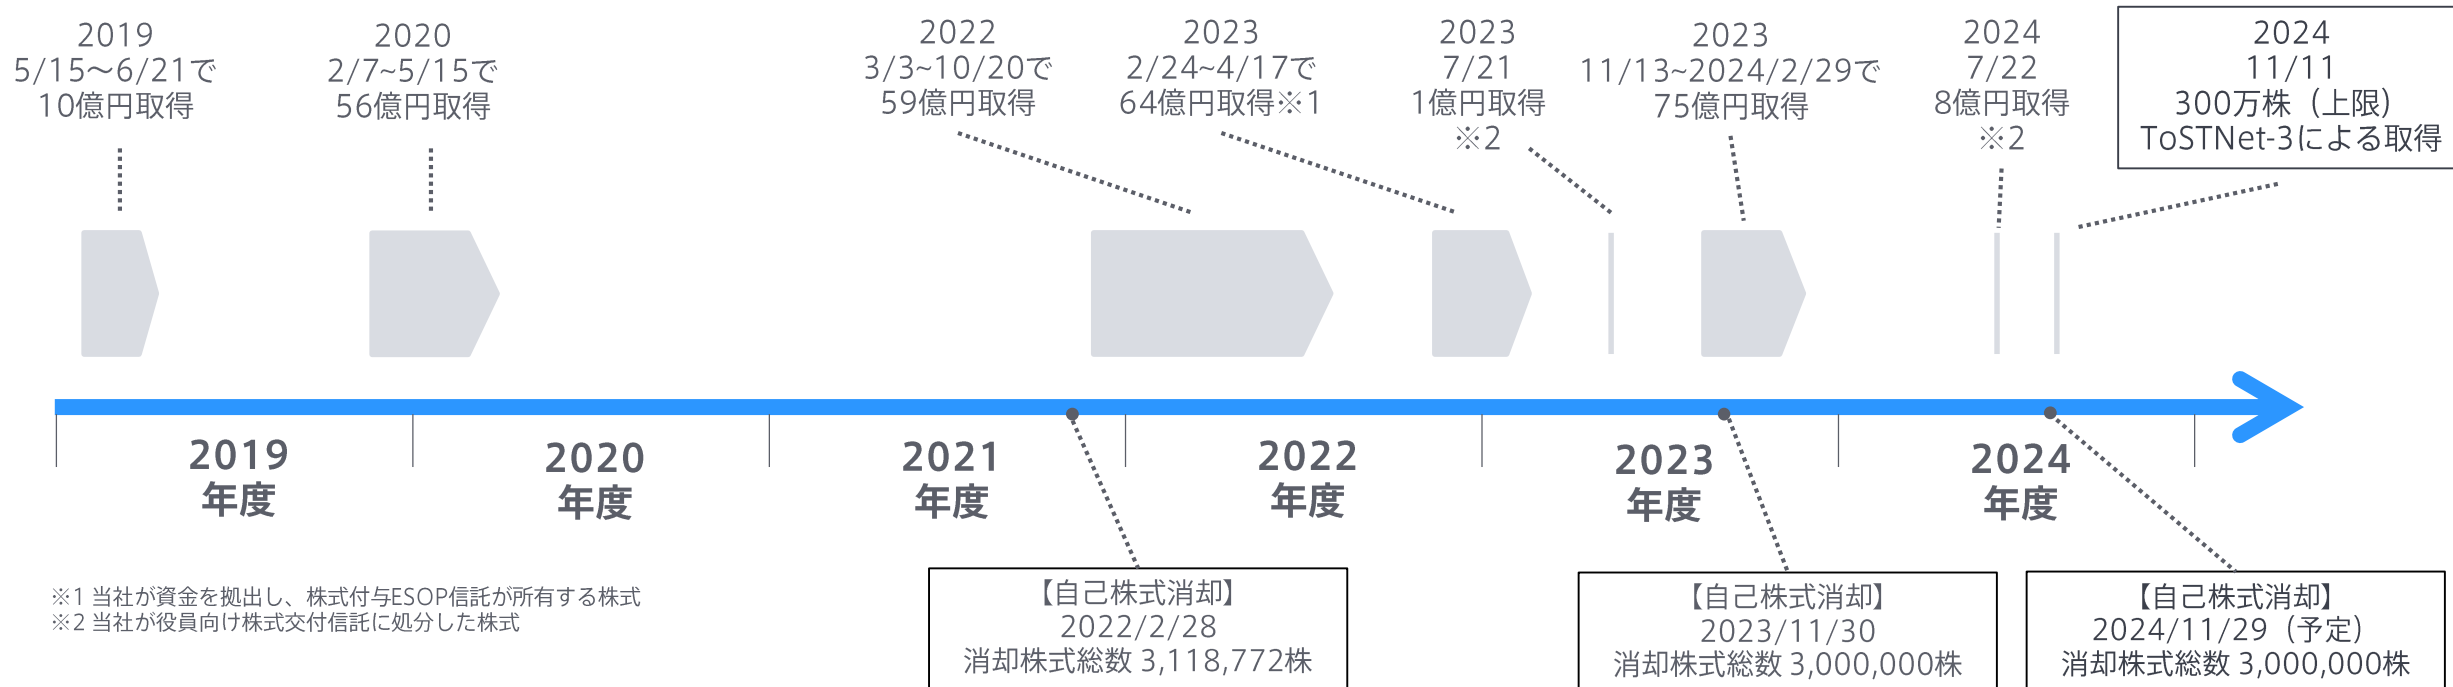 2019
5/15～6/21で
10億円取得
2020
2/7~5/15で
56億円取得
2022
3/3~10/20で
59億円取得
2023
2/24~4/17で
64億円取得※1
2023
7/21
1億円取得
※2
2023
11/13~2024/2/29で
75億円取得
2024
7/22
8億円取得
※2
2024
11/11
300万株（上限）
ToSTNet-3による取得
2019
年度
2020
年度
2021
年度
2022
年度
2023
年度
2024
年度
※1 当社が資金を拠出し、株式付与ESOP信託が所有する株式
※2 当社が役員向け株式交付信託に処分した株式
【自己株式消却】
2022/2/28
消却株式総数 3,118,772株
【自己株式消却】
2023/11/30
消却株式総数 3,000,000株
【自己株式消却】
2024/11/29（予定）
消却株式総数 3,000,000株